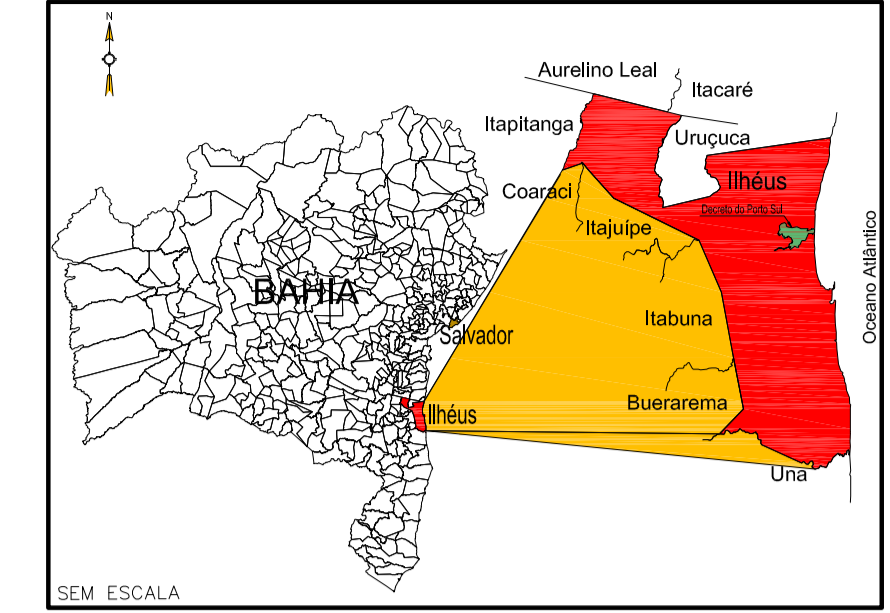 N
Aurelino Leal
Itacaré
Itapitanga
Uruçuca
Coaraci
Ilhéus
Decreto do Porto Sul
Itajuípe
Oceano Atlântico
BAHIA
Itabuna
Salvador
Buerarema
Ilhéus
Una
SEM ESCALA